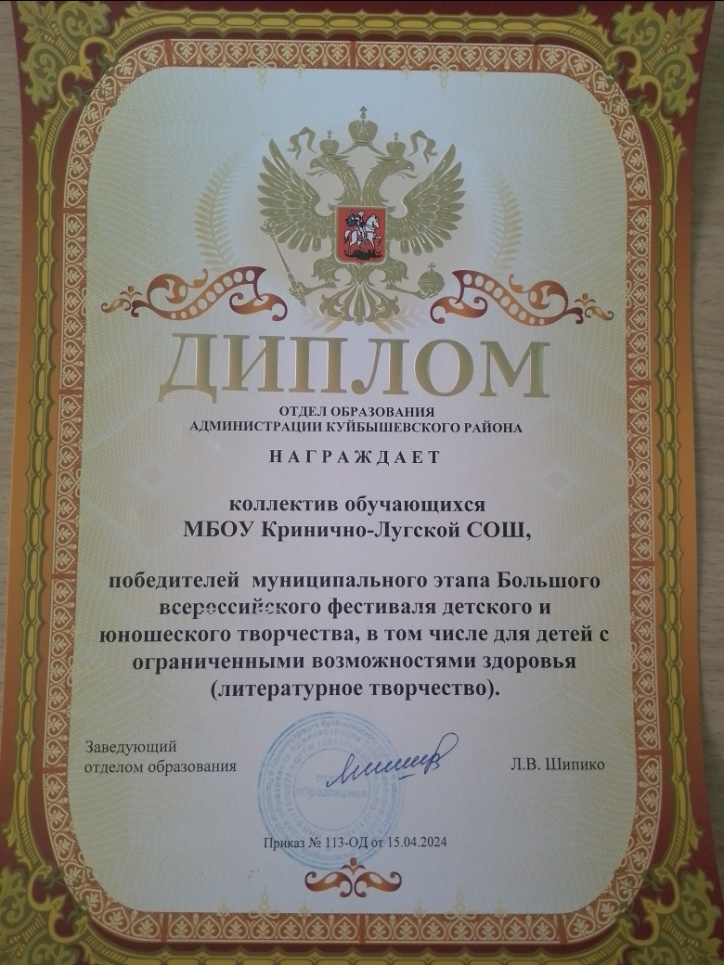 ДИПЛОМ
ОТДЕЛ ОБРАЗОВАНИЯ
АДМИНИСТРАЦИИ КУЙБЫШЕВСКОГО РАЙОНА
НАГРАЖДАЕТ
коллектив обучающихся
МБОУ Кринично-Лугской СОШ,
победителей муниципального этапа Большого
всероссийского фестиваля детского и
юношеского творчества, в том числе для детей с
ограниченными возможностями здоровья
(литературное творчество).
Заведующий
отделом образования
Л.В. Шипико
образования
Приказ № 113-ОД от 15.04.2024